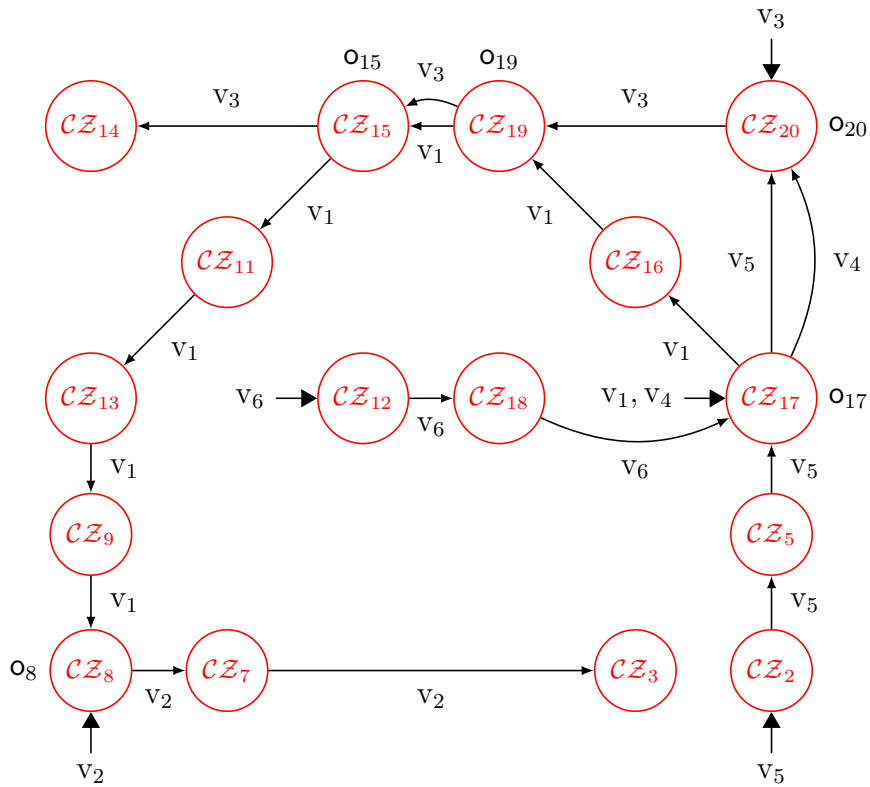 v₃
o₁₅
o₁₉
v₃
v₃
v₃
𝒞𝒵₁₄
𝒞𝒵₁₅
𝒞𝒵₁₉
𝒞𝒵₂₀
o₂₀
v₁
v₁
v₁
𝒞𝒵₁₁
𝒞𝒵₁₆
v₅
v₄
v₁
v₁
𝒞𝒵₁₃
v₆
𝒞𝒵₁₂
v₆
𝒞𝒵₁₈
v₁, v₄
𝒞𝒵₁₇
o₁₇
v₁
v₆
v₅
𝒞𝒵₉
𝒞𝒵₅
v₁
v₅
o₈
𝒞𝒵₈
v₂
𝒞𝒵₇
v₂
𝒞𝒵₃
𝒞𝒵₂
v₂
v₅